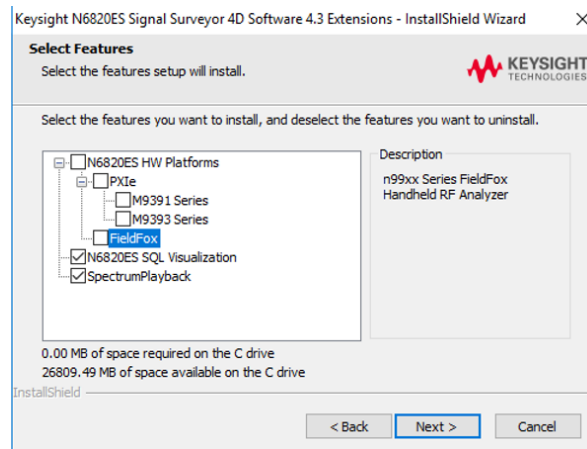 Keysight N6820ES Signal Surveyor 4D Software 4.3 Extensions - InstallShield Wizard
Select Features
Select the features setup will install.
KEYSIGHT
TECHNOLOGIES
Select the features you want to install, and deselect the features you want to uninstall.
N6820ES HW Platforms
PXIe
M9391 Series
M9393 Series
FieldFox
N6820ES SQL Visualization
SpectrumPlayback
Description
n99xx Series FieldFox
Handheld RF Analyzer
0.00 MB of space required on the C drive
26809.49 MB of space available on the C drive
InstallShield
< Back
Next >
Cancel